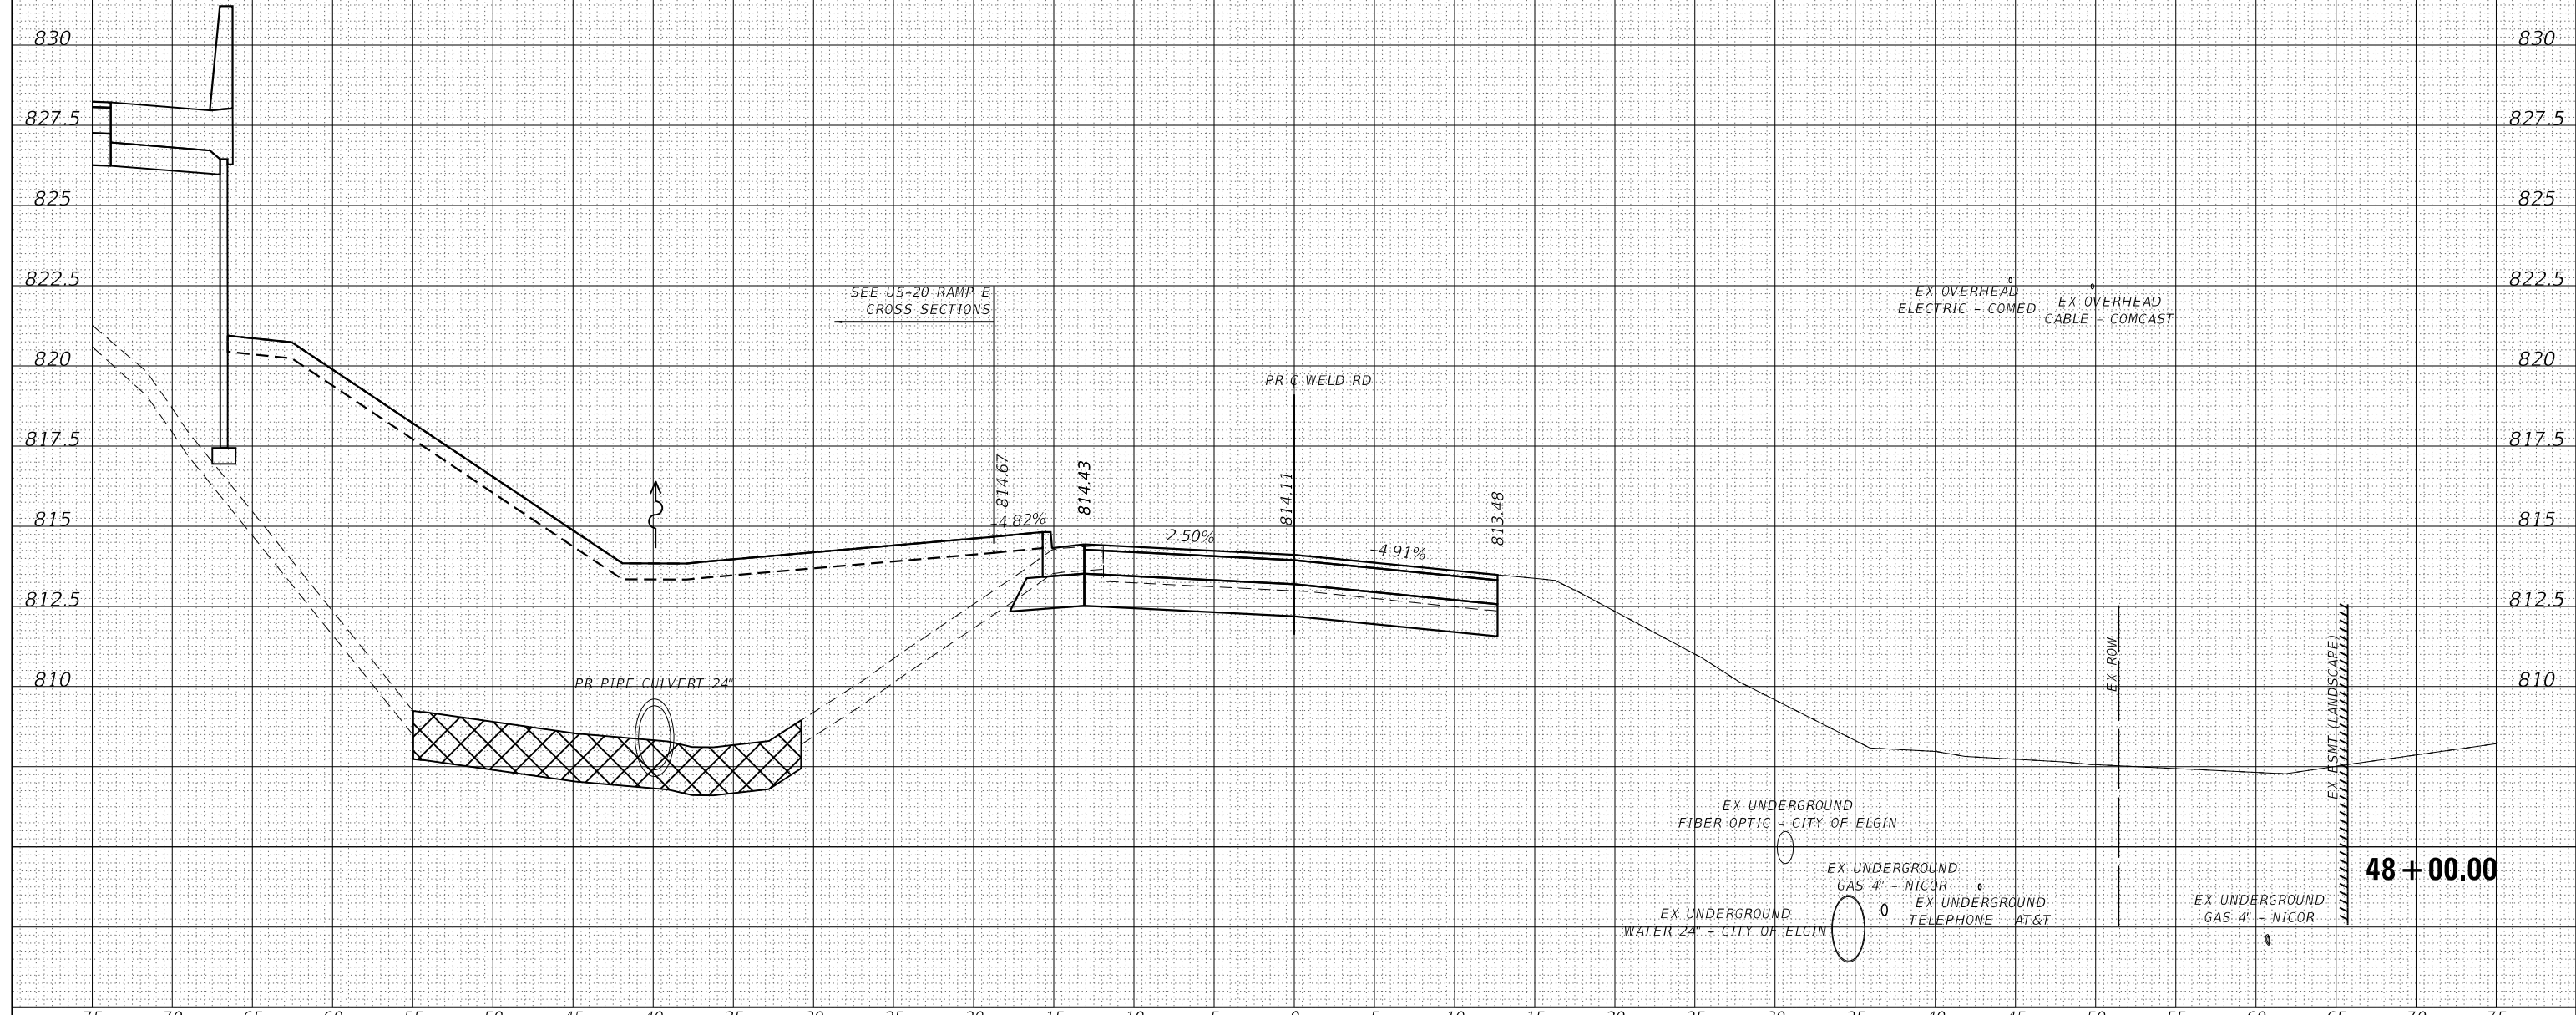 830
830
827.5
827.5
825
825
822.5
822.5
SEE US-20 RAMP E
CROSS SECTIONS
EX OVERHEAD
ELECTRIC - COMED
EX OVERHEAD
CABLE - COMCAST
820
820
PR ℄ WELD RD
817.5
817.5
814.67
814.43
814.11
813.48
815
-4.82%
2.50%
-4.91%
812.5
812.5
810
810
PR PIPE CULVERT 24"
EX ROW
EX ESMT (LANDSCAPE)
EX UNDERGROUND
FIBER OPTIC - CITY OF ELGIN
EX UNDERGROUND
GAS 4" - NICOR
EX UNDERGROUND
TELEPHONE - AT&T
EX UNDERGROUND
WATER 24" - CITY OF ELGIN
48+00.00
EX UNDERGROUND
GAS 4" - NICOR